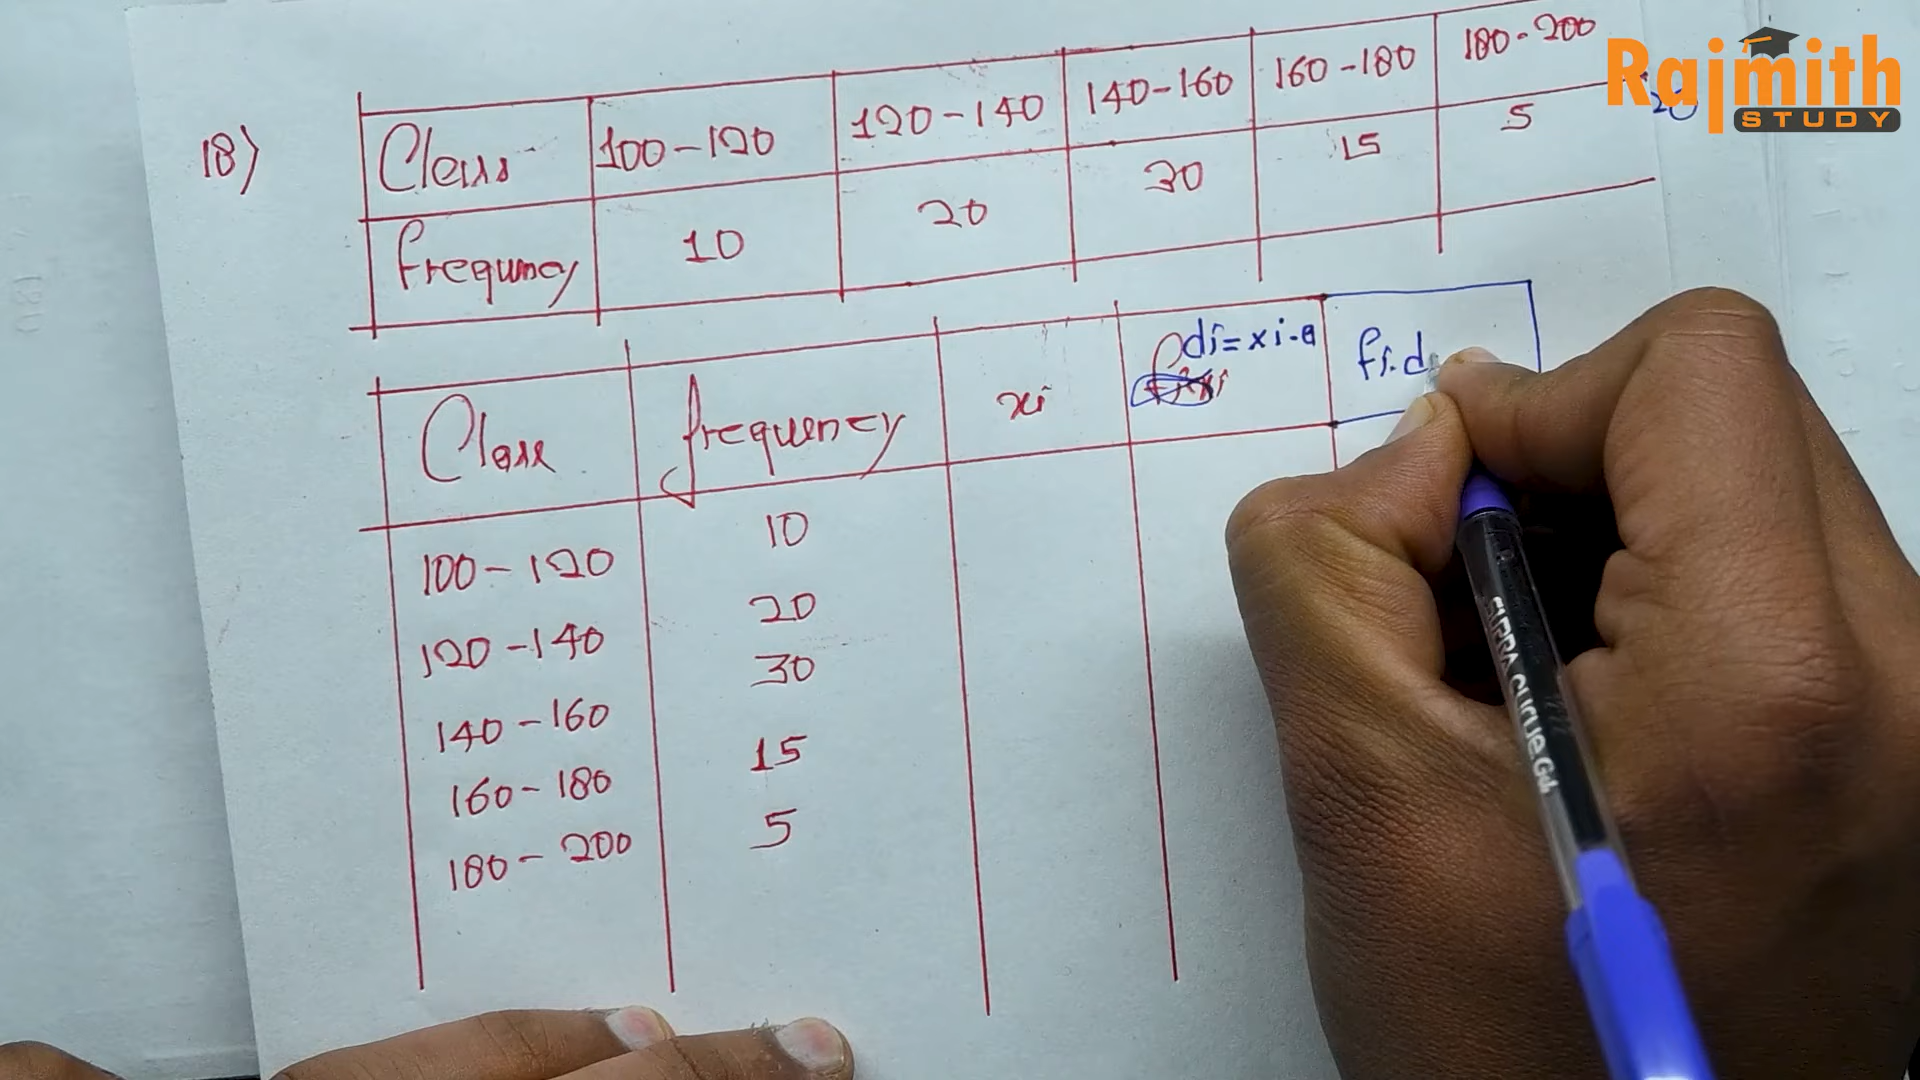 Rajmith
STUDY
18)
Class 100-120 120-140 140-160 160-180 180-200
frequency 10 20 30 15 5
20
Class frequency xi di=xi-a fi.d
100-120 10
120-140 20
140-160 30
160-180 15
180-200 5